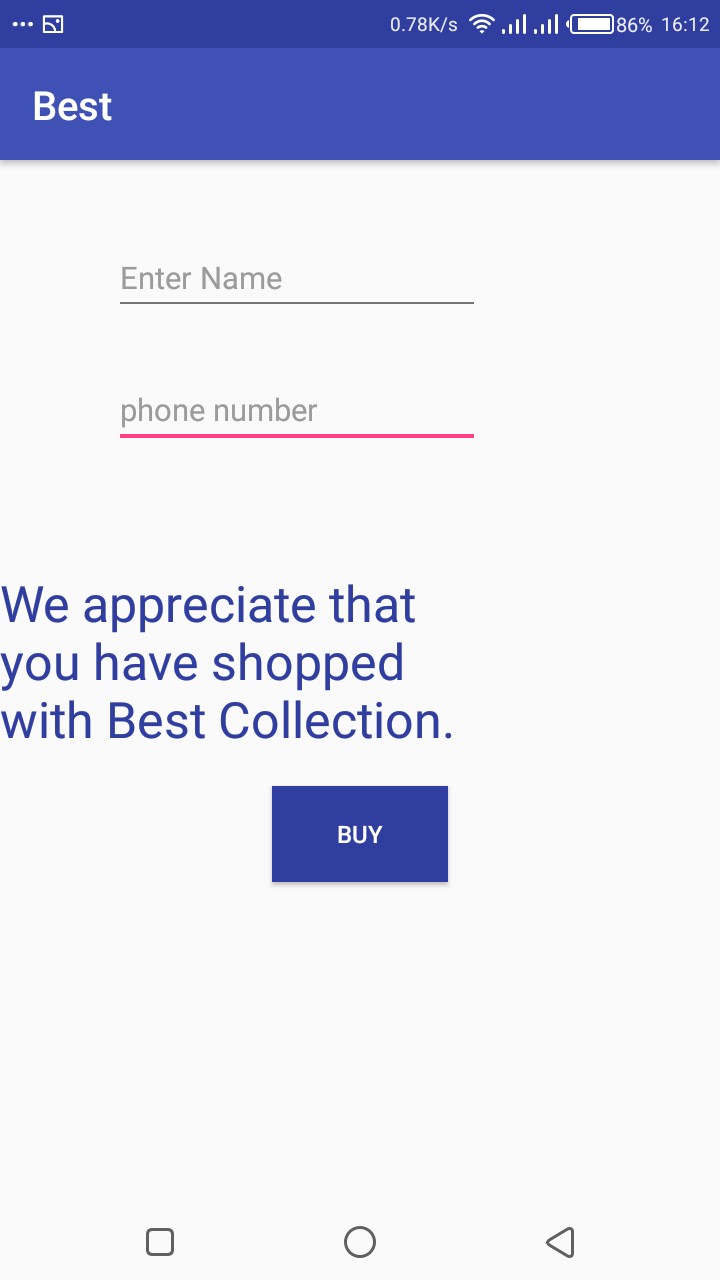 0.78K/s 86% 16:12
Best
Enter Name
phone number
We appreciate that
you have shopped
with Best Collection.
BUY